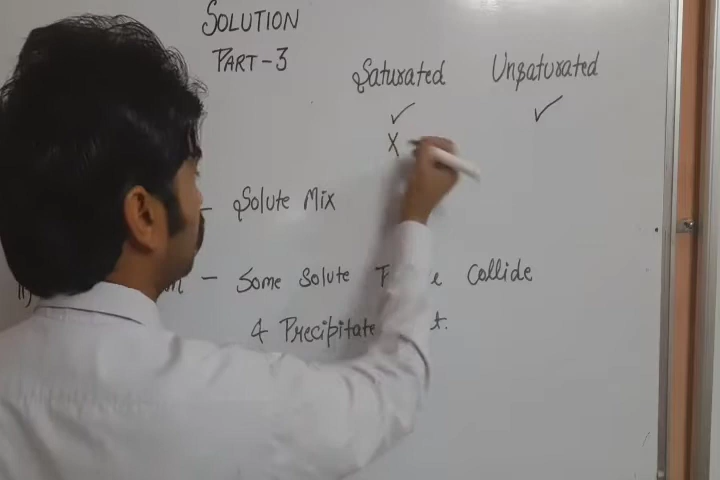 SOLUTION
PART-3
Saturated Unsaturated
✓ ✓
X
– Solute Mix
– Some Solute Collide
& Precipitate